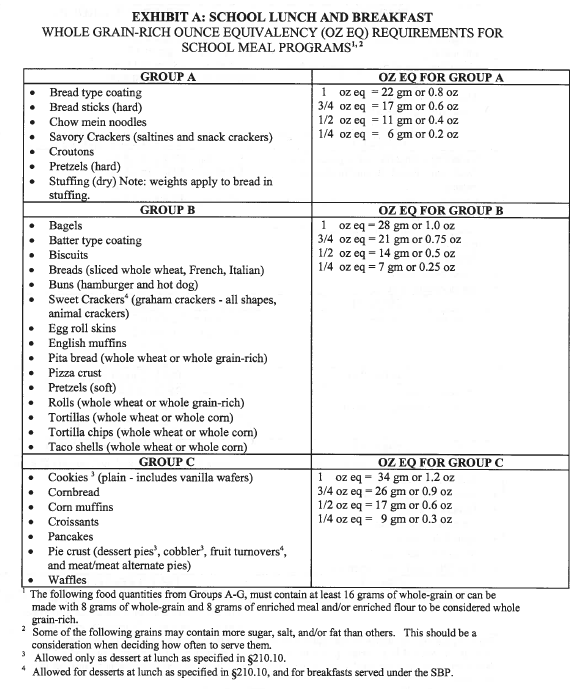 EXHIBIT A: SCHOOL LUNCH AND BREAKFAST
WHOLE GRAIN-RICH OUNCE EQUIVALENCY (OZ EQ) REQUIREMENTS FOR
SCHOOL MEAL PROGRAMS1,2
GROUP A
OZ EQ FOR GROUP A
• Bread type coating
• Bread sticks (hard)
• Chow mein noodles
• Savory Crackers (saltines and snack crackers)
• Croutons
• Pretzels (hard)
• Stuffing (dry) Note: weights apply to bread in
stuffing.
1 oz eq = 22 gm or 0.8 oz
3/4 oz eq = 17 gm or 0.6 oz
1/2 oz eq = 11 gm or 0.4 oz
1/4 oz eq = 6 gm or 0.2 oz
GROUP B
OZ EQ FOR GROUP B
• Bagels
• Batter type coating
• Biscuits
• Breads (sliced whole wheat, French, Italian)
• Buns (hamburger and hot dog)
• Sweet Crackers4 (graham crackers - all shapes,
animal crackers)
• Egg roll skins
• English muffins
• Pita bread (whole wheat or whole grain-rich)
• Pizza crust
• Pretzels (soft)
• Rolls (whole wheat or whole grain-rich)
• Tortillas (whole wheat or whole corn)
• Tortilla chips (whole wheat or whole corn)
• Taco shells (whole wheat or whole corn)
1 oz eq = 28 gm or 1.0 oz
3/4 oz eq = 21 gm or 0.75 oz
1/2 oz eq = 14 gm or 0.5 oz
1/4 oz eq = 7 gm or 0.25 oz
GROUP C
OZ EQ FOR GROUP C
• Cookies 3 (plain - includes vanilla wafers)
• Cornbread
• Corn muffins
• Croissants
• Pancakes
• Pie crust (dessert pies3, cobbler3, fruit turnovers4,
and meat/meat alternate pies)
• Waffles
1 oz eq = 34 gm or 1.2 oz
3/4 oz eq = 26 gm or 0.9 oz
1/2 oz eq = 17 gm or 0.6 oz
1/4 oz eq = 9 gm or 0.3 oz
1 The following food quantities from Groups A-G, must contain at least 16 grams of whole-grain or can be
made with 8 grams of whole-grain and 8 grams of enriched meal and/or enriched flour to be considered whole
grain-rich.
2 Some of the following grains may contain more sugar, salt, and/or fat than others. This should be a
consideration when deciding how often to serve them.
3 Allowed only as dessert at lunch as specified in §210.10.
4 Allowed for desserts at lunch as specified in §210.10, and for breakfasts served under the SBP.